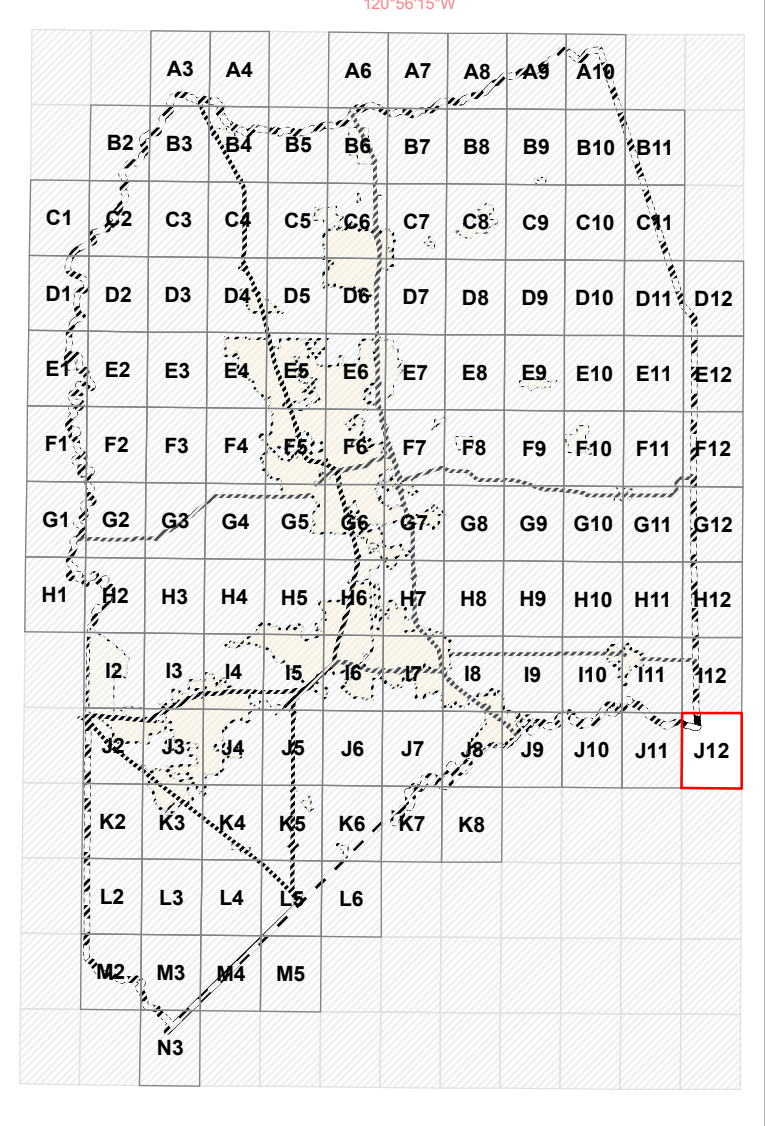 120°56'15"W
A3 A4 A6 A7 A8 A9 A10
B2 B3 B4 B5 B6 B7 B8 B9 B10 B11
C1 C2 C3 C4 C5 C6 C7 C8 C9 C10 C11
D1 D2 D3 D4 D5 D6 D7 D8 D9 D10 D11 D12
E1 E2 E3 E4 E5 E6 E7 E8 E9 E10 E11 E12
F1 F2 F3 F4 F5 F6 F7 F8 F9 F10 F11 F12
G1 G2 G3 G4 G5 G6 G7 G8 G9 G10 G11 G12
H1 H2 H3 H4 H5 H6 H7 H8 H9 H10 H11 H12
I2 I3 I4 I5 I6 I7 I8 I9 I10 I11 I12
J2 J3 J4 J5 J6 J7 J8 J9 J10 J11 J12
K2 K3 K4 K5 K6 K7 K8
L2 L3 L4 L5 L6
M2 M3 M4 M5
N3